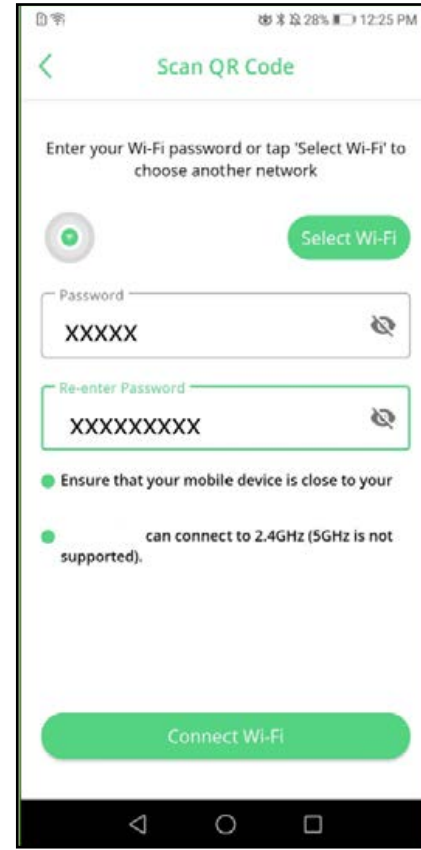 28% 12:25 PM
Scan QR Code
Enter your Wi-Fi password or tap 'Select Wi-Fi' to
choose another network
Select Wi-Fi
Password
XXXXX
Re-enter Password
XXXXXXXXX
Ensure that your mobile device is close to your
can connect to 2.4GHz (5GHz is not
supported).
Connect Wi-Fi